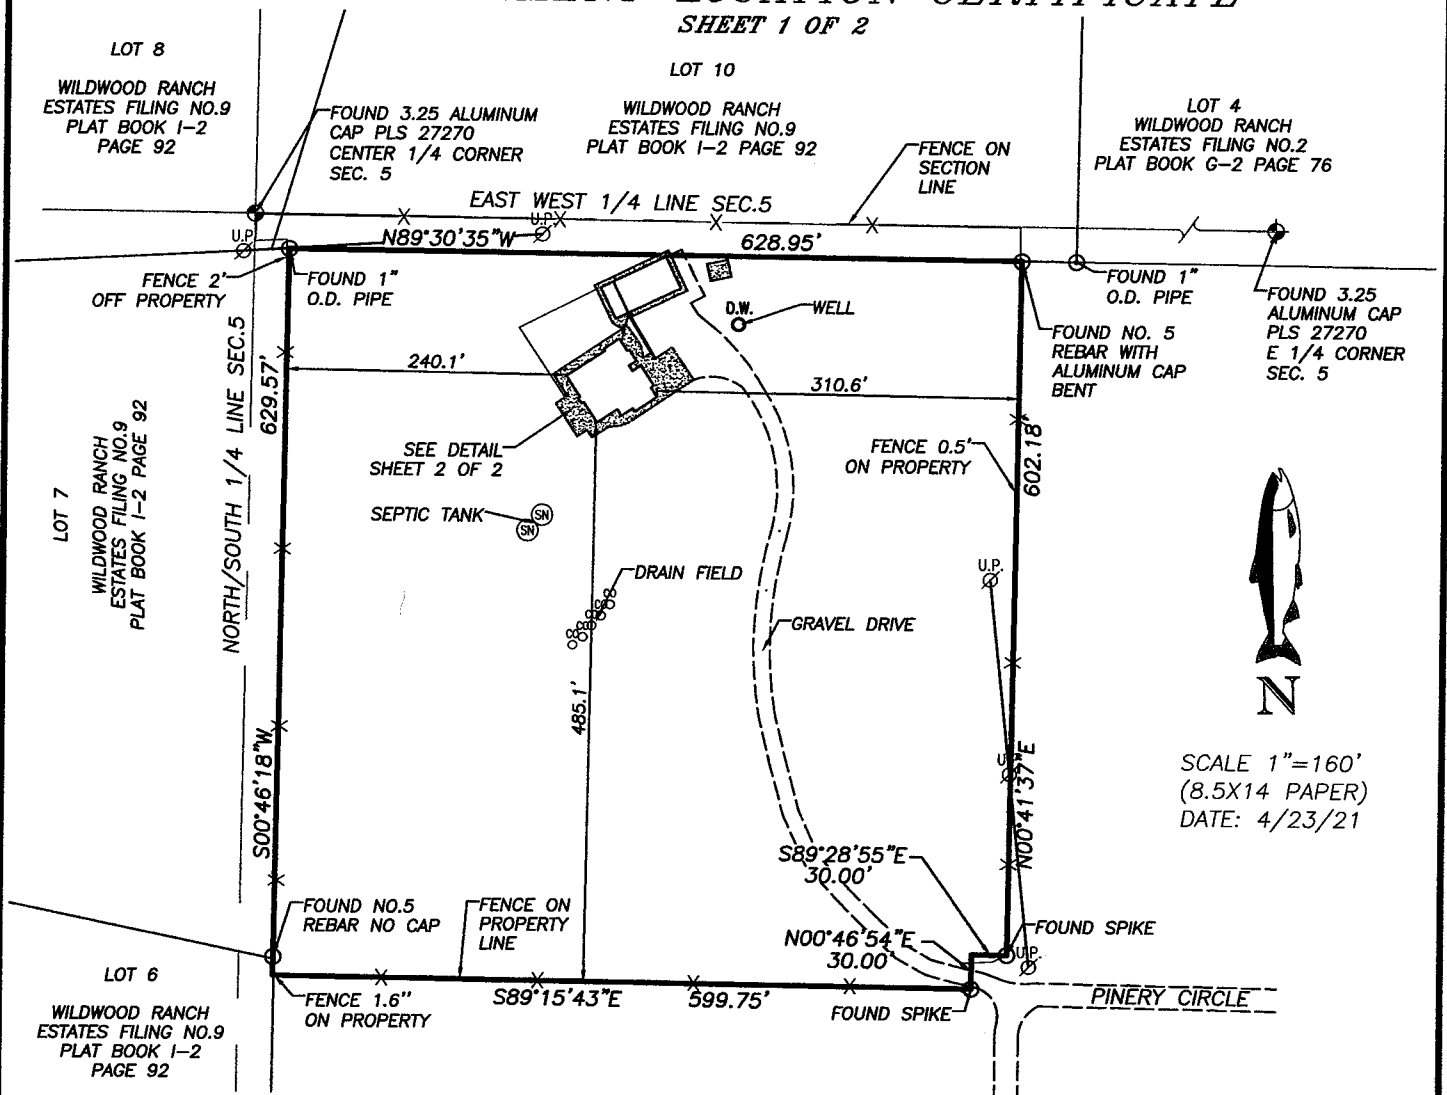 SHEET 1 OF 2
LOT 8
WILDWOOD RANCH
ESTATES FILING NO.9
PLAT BOOK I-2
PAGE 92
FOUND 3.25 ALUMINUM
CAP PLS 27270
CENTER 1/4 CORNER
SEC. 5
LOT 10
WILDWOOD RANCH
ESTATES FILING NO.9
PLAT BOOK I-2 PAGE 92
FENCE ON
SECTION
LINE
LOT 4
WILDWOOD RANCH
ESTATES FILING NO.2
PLAT BOOK G-2 PAGE 76
EAST WEST 1/4 LINE SEC.5
U.P.
U.P.
N89°30'35"W
628.95'
FENCE 2'
OFF PROPERTY
FOUND 1"
O.D. PIPE
D.W.
WELL
FOUND 1"
O.D. PIPE
FOUND NO. 5
REBAR WITH
ALUMINUM CAP
BENT
FOUND 3.25
ALUMINUM CAP
PLS 27270
E 1/4 CORNER
SEC. 5
NORTH/SOUTH 1/4 LINE SEC.5
629.57'
S00°46'18"W
240.1'
310.6'
602.18'
N00°41'37"E
SEE DETAIL
SHEET 2 OF 2
FENCE 0.5'
ON PROPERTY
LOT 7
WILDWOOD RANCH
ESTATES FILING NO.9
PLAT BOOK I-2 PAGE 92
SEPTIC TANK
SN
SN
DRAIN FIELD
U.P.
GRAVEL DRIVE
485.1'
N
U.P.
SCALE 1"=160'
(8.5X14 PAPER)
DATE: 4/23/21
S89°28'55"E
30.00'
FOUND NO.5
REBAR NO CAP
FENCE ON
PROPERTY
LINE
N00°46'54"E
30.00'
FOUND SPIKE
U.P.
LOT 6
WILDWOOD RANCH
ESTATES FILING NO.9
PLAT BOOK I-2
PAGE 92
FENCE 1.6"
ON PROPERTY
S89°15'43"E
599.75'
FOUND SPIKE
PINERY CIRCLE